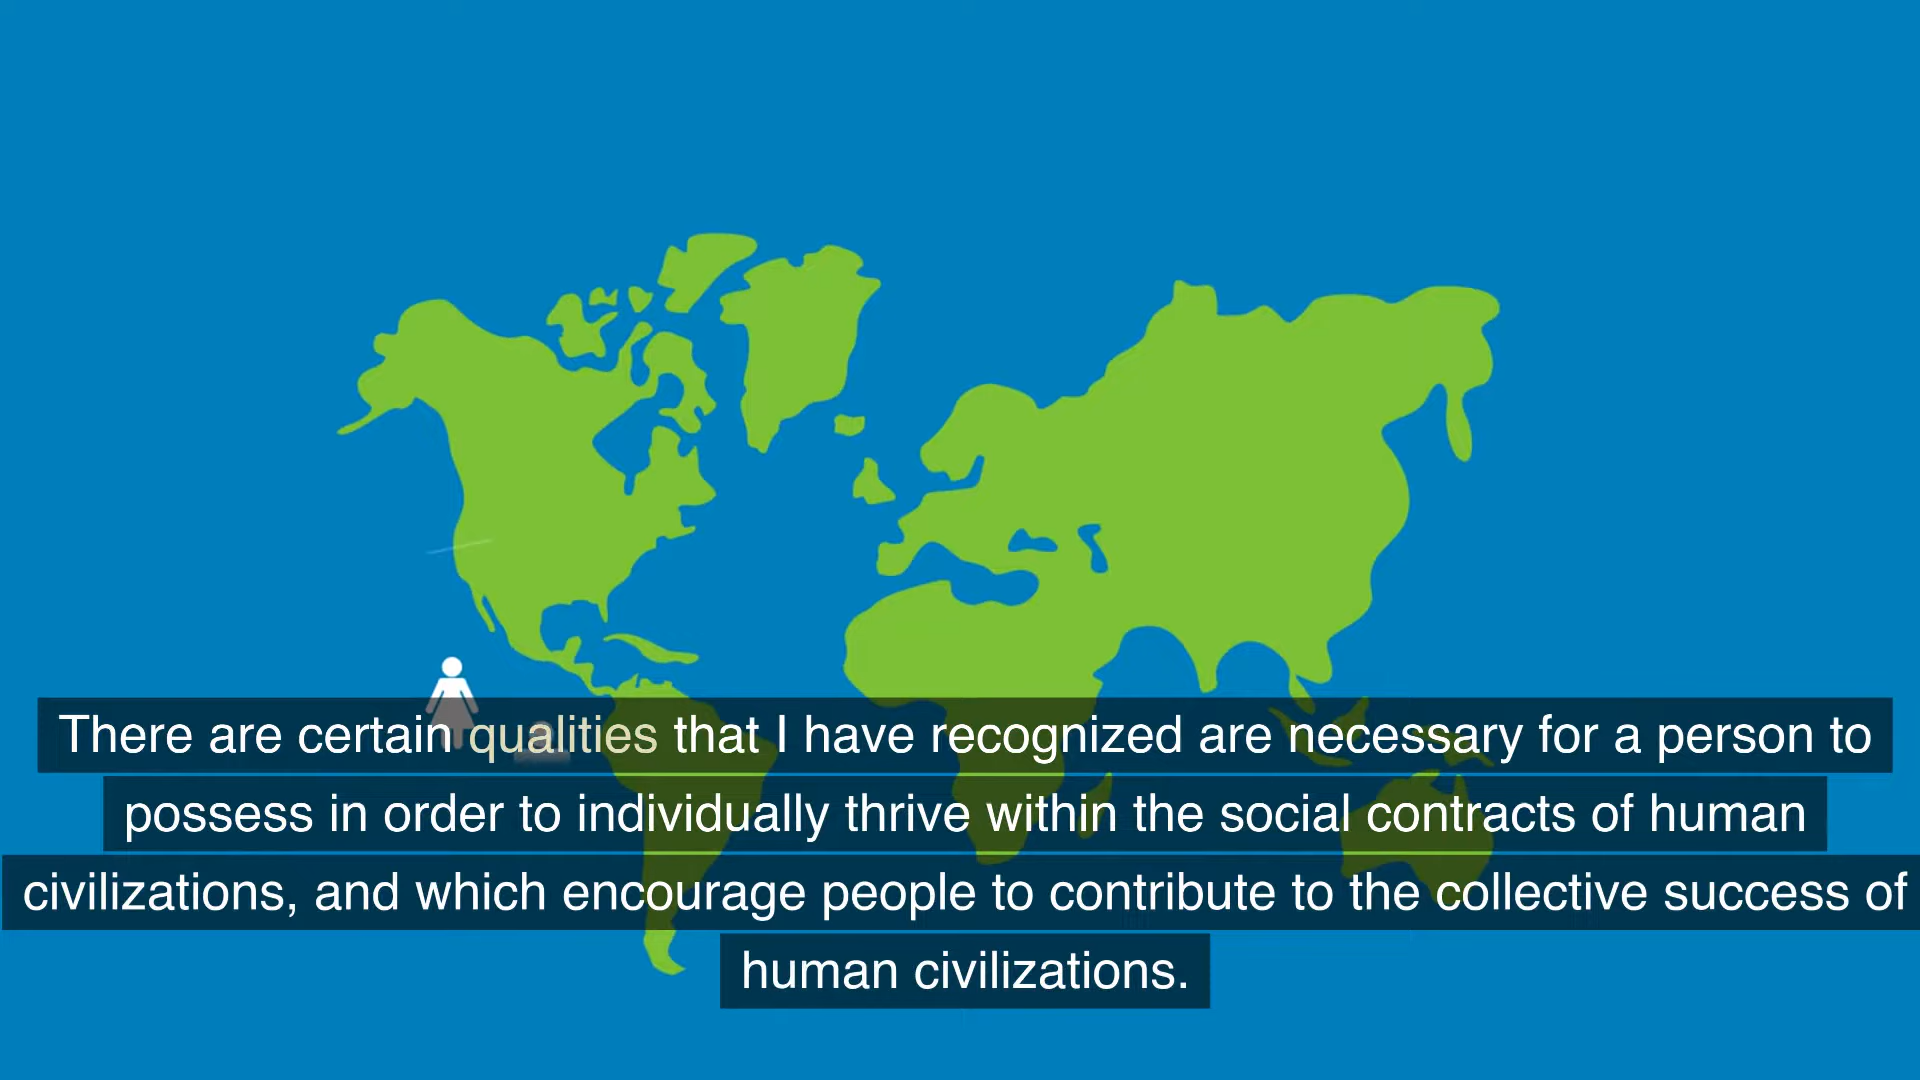 There are certain qualities that I have recognized are necessary for a person to
possess in order to individually thrive within the social contracts of human
civilizations, and which encourage people to contribute to the collective success of
human civilizations.